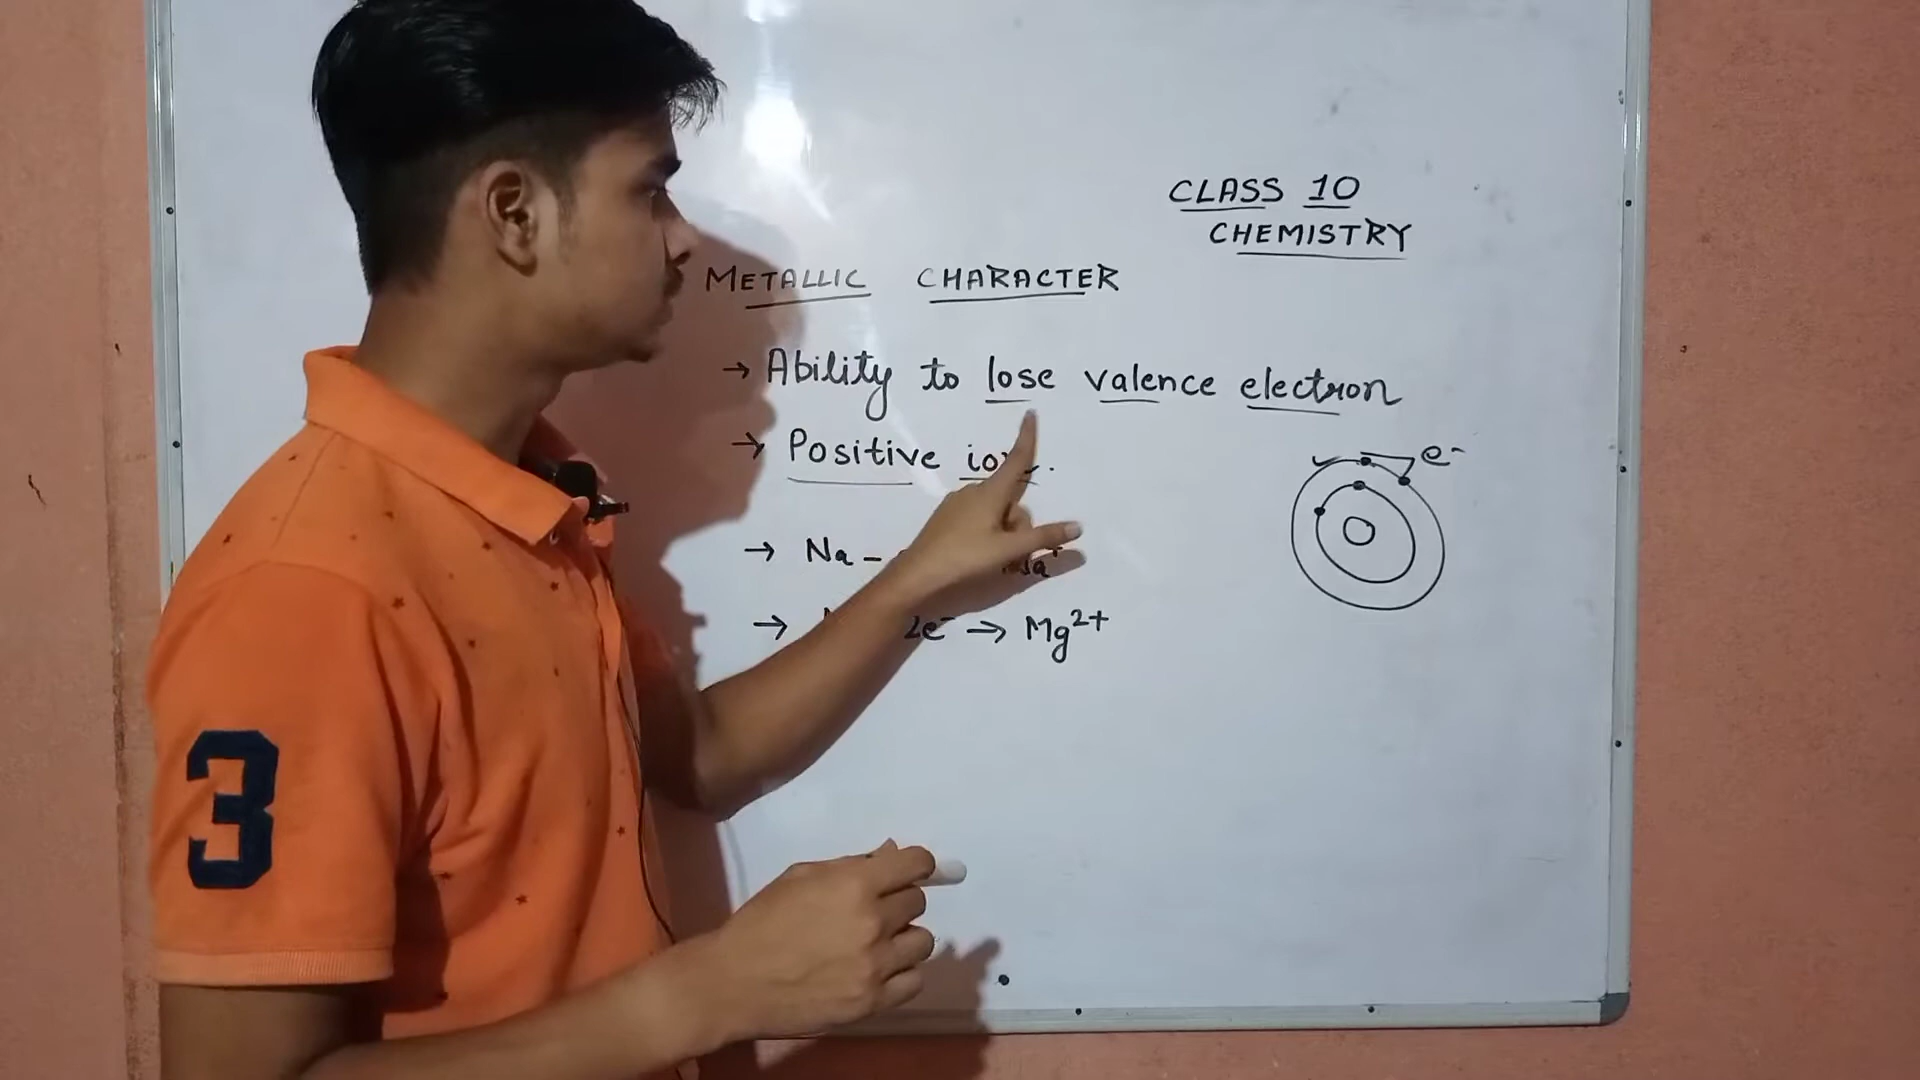 CLASS 10
CHEMISTRY
METALLIC CHARACTER
→ Ability to lose valence electron
→ Positive
→ Na –
→ 2e⁻ → Mg²⁺
e⁻
3